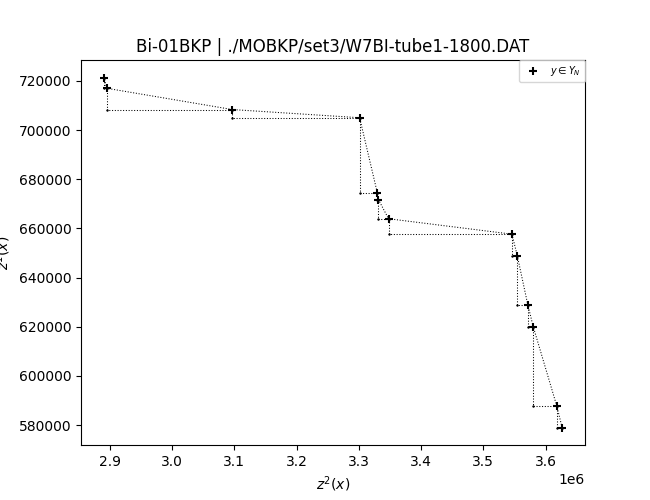 Bi-01BKP | ./MOBKP/set3/W7BI-tube1-1800.DAT
y ∈ Y_N
720000
700000
680000
660000
640000
620000
600000
580000
2.9 3.0 3.1 3.2 3.3 3.4 3.5 3.6
1e6
z²(x)